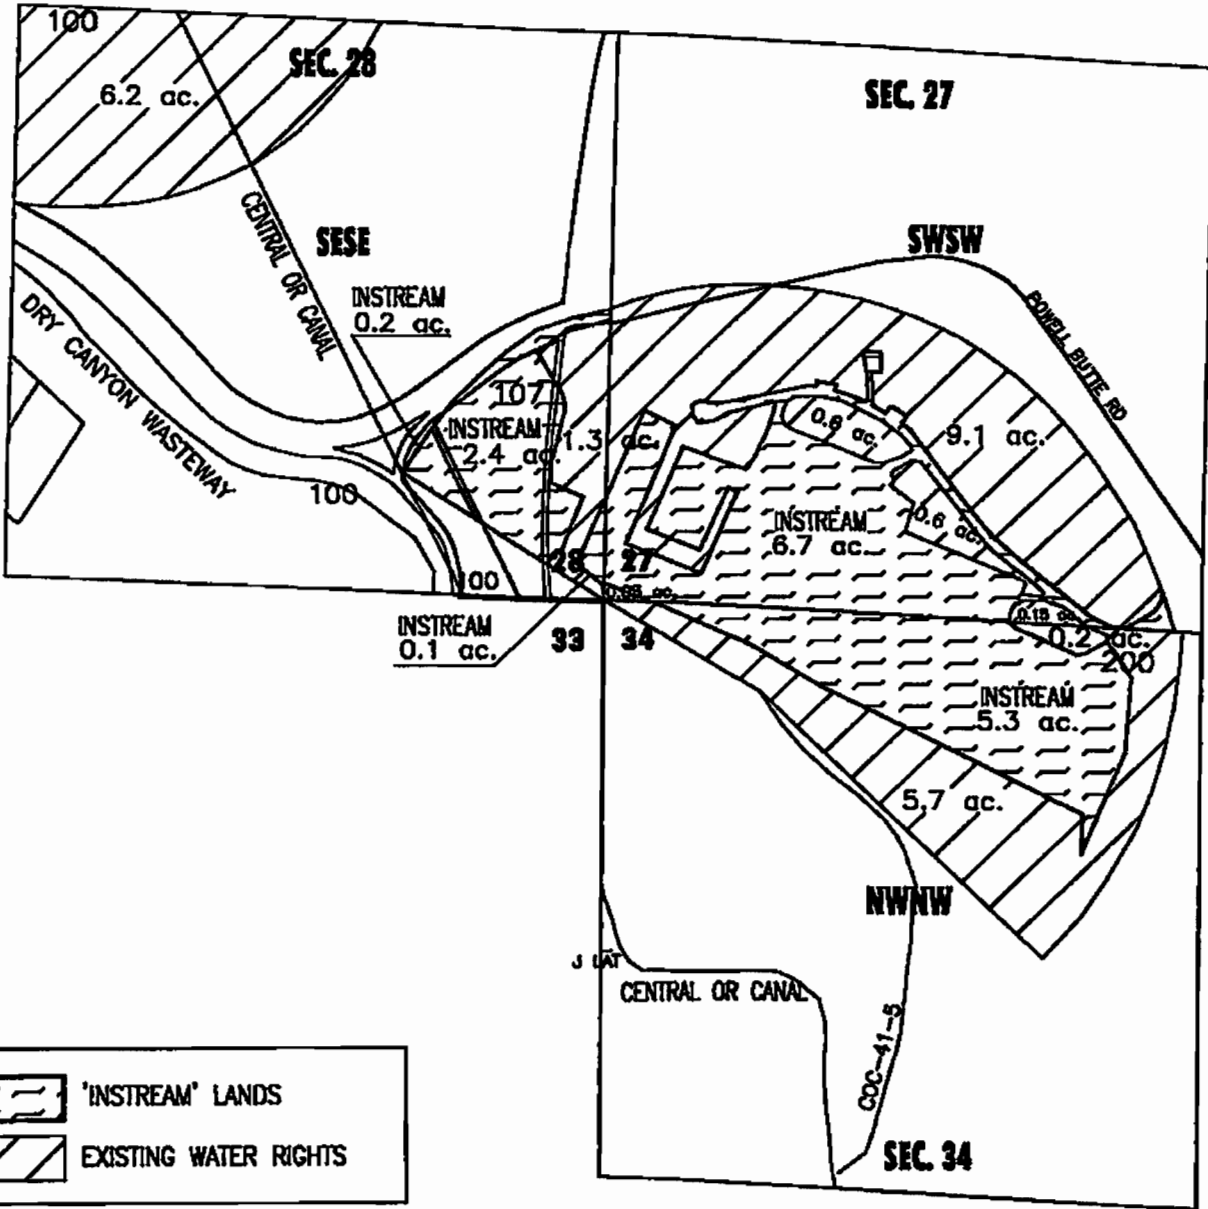 100
SEC. 28
6.2 ac.
SEC. 27
CENTRAL OR CANAL
SESE
SWSW
INSTREAM
0.2 ac.
DRY CANYON WASTEWAY
POWELL BUTTE RD
107
INSTREAM
2.4 ac.
1.3 ac.
9.1 ac.
100
INSTREAM
6.7 ac.
0.6 ac.
28 27
100
INSTREAM
0.1 ac.
33 34
0.2 ac.
200
INSTREAM
5.3 ac.
5.7 ac.
NWNW
J LAT
CENTRAL OR CANAL
COC-41-5
SEC. 34
'INSTREAM' LANDS
EXISTING WATER RIGHTS